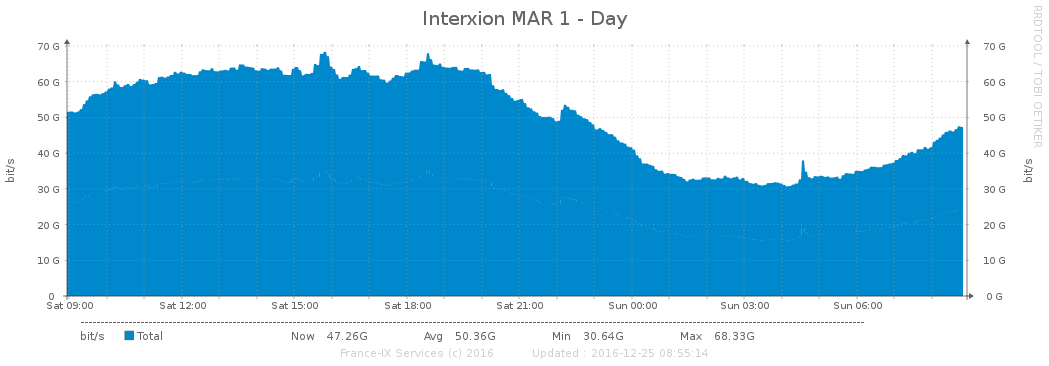 Interxion MAR 1 - Day
RRDTOOL / TOBI OETIKER
bit/s
70 G 70 G
60 G 60 G
50 G 50 G
40 G 40 G
30 G 30 G
20 G 20 G
10 G 10 G
0 0 G
bit/s
Sat 09:00 Sat 12:00 Sat 15:00 Sat 18:00 Sat 21:00 Sun 00:00 Sun 03:00 Sun 06:00
bit/s Total Now 47.26G Avg 50.36G Min 30.64G Max 68.33G
France-IX Services (c) 2016 Updated : 2016-12-25 08:55:14